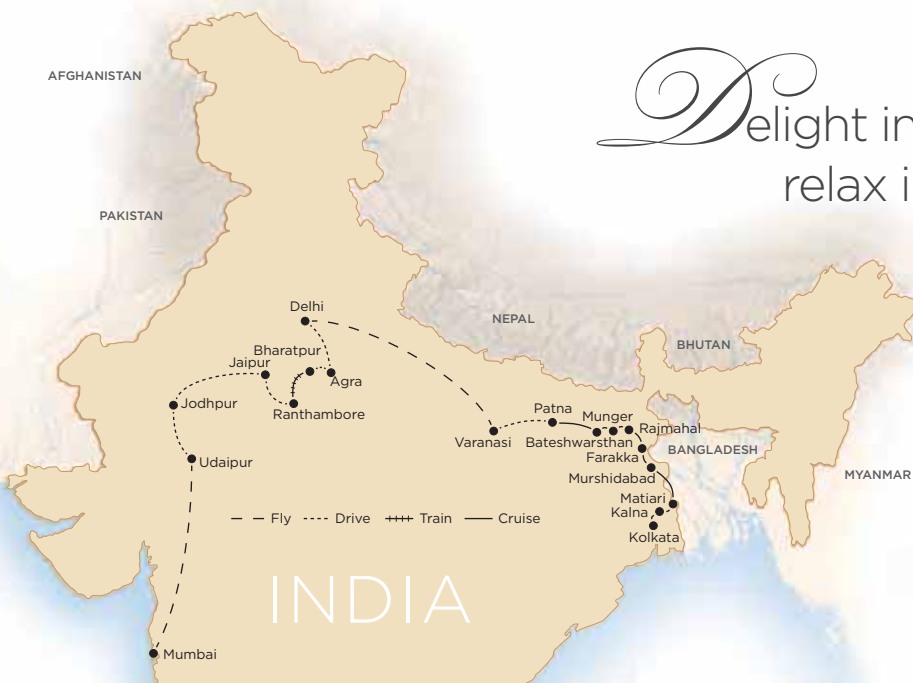 AFGHANISTAN
Delight in
relax i
PAKISTAN
Delhi
NEPAL
BHUTAN
Bharatpur
Jaipur
Agra
Jodhpur
Ranthambore
Patna
Munger
Rajmahal
Varanasi
Bateshwarsthan
BANGLADESH
Farakka
Udaipur
MYANMAR
Murshidabad
Matiari
Kalna
Fly Drive Train Cruise
Kolkata
INDIA
Mumbai